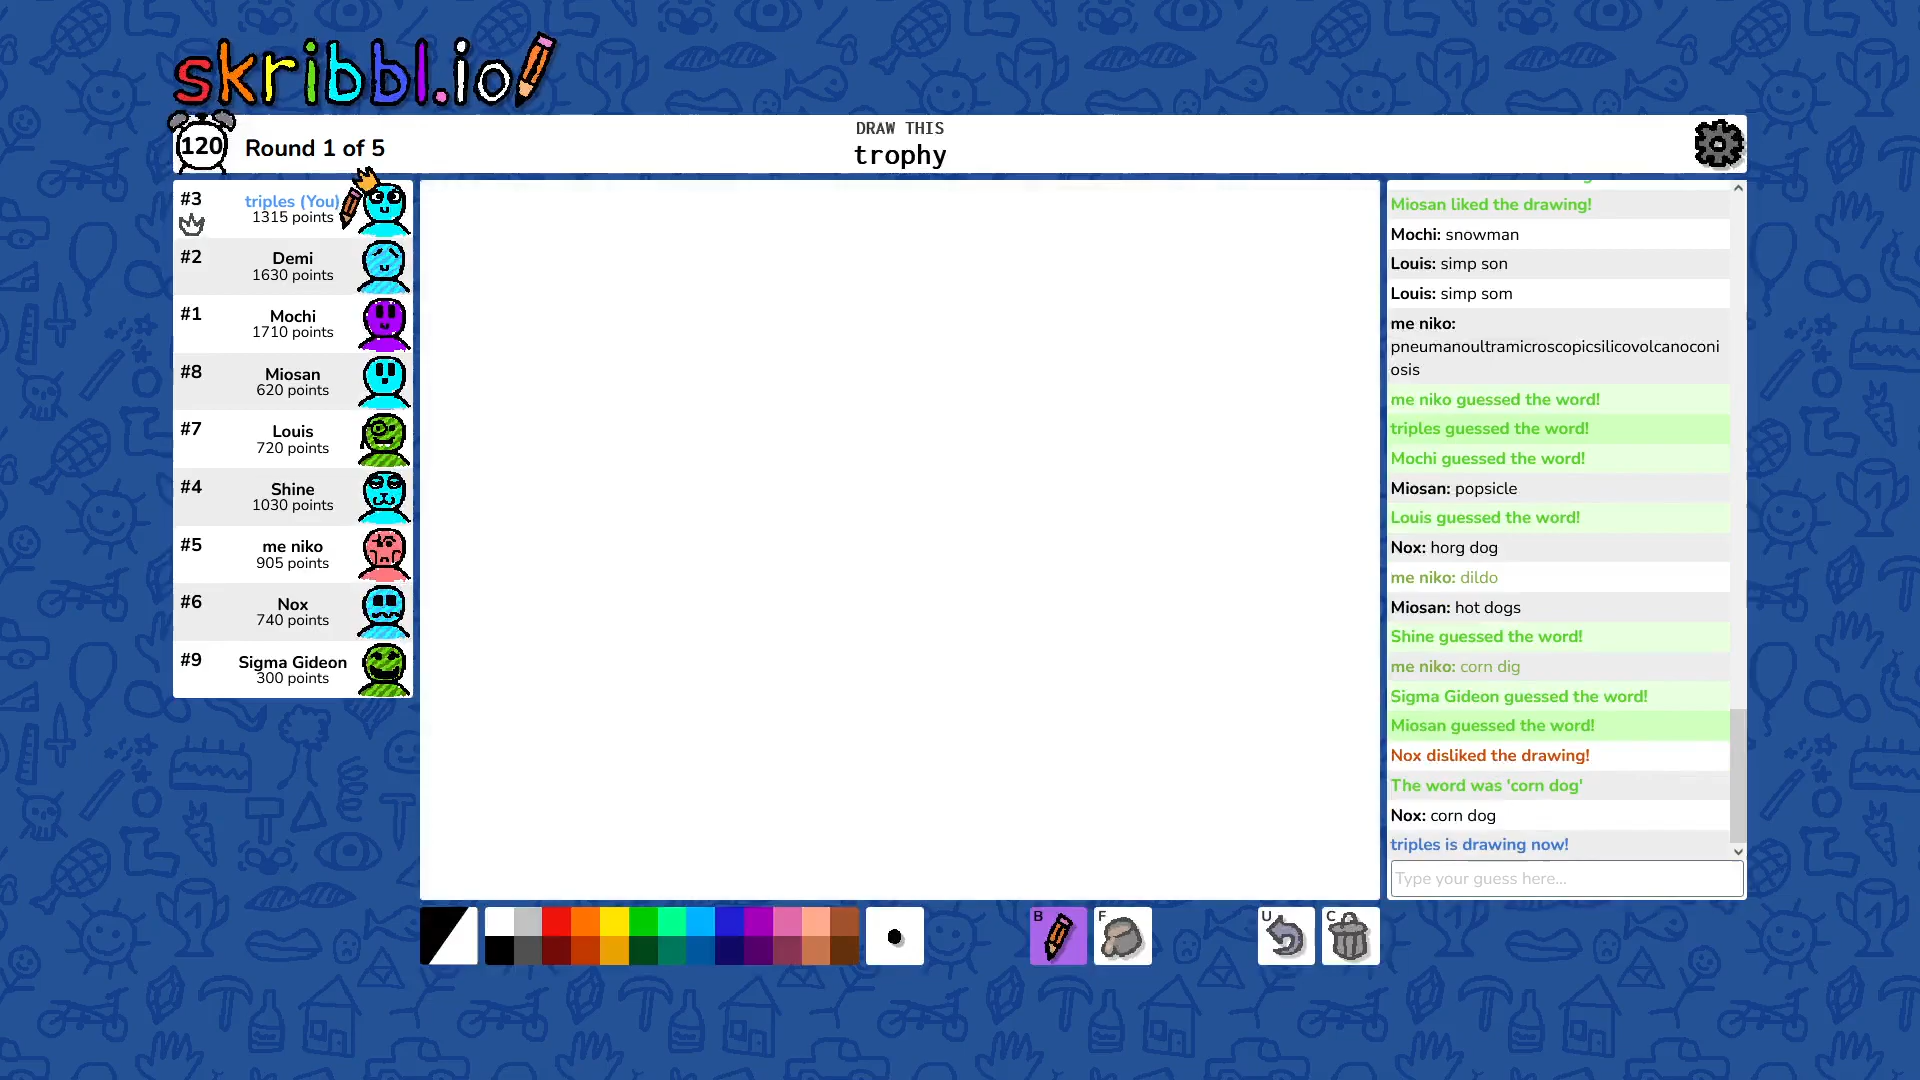 skribbl.io
120
Round 1 of 5
DRAW THIS
trophy
#3
triples (You)
1315 points
#2
Demi
1630 points
#1
Mochi
1710 points
#8
Miosan
620 points
#7
Louis
720 points
#4
Shine
1030 points
#5
me niko
905 points
#6
Nox
740 points
#9
Sigma Gideon
300 points
Miosan liked the drawing!
Mochi: snowman
Louis: simp son
Louis: simp som
me niko:
pneumanoultramicroscopicsilicovolcanoconi
osis
me niko guessed the word!
triples guessed the word!
Mochi guessed the word!
Miosan: popsicle
Louis guessed the word!
Nox: horg dog
me niko: dildo
Miosan: hot dogs
Shine guessed the word!
me niko: corn dig
Sigma Gideon guessed the word!
Miosan guessed the word!
Nox disliked the drawing!
The word was 'corn dog'
Nox: corn dog
triples is drawing now!
Type your guess here...
B
F
U
C